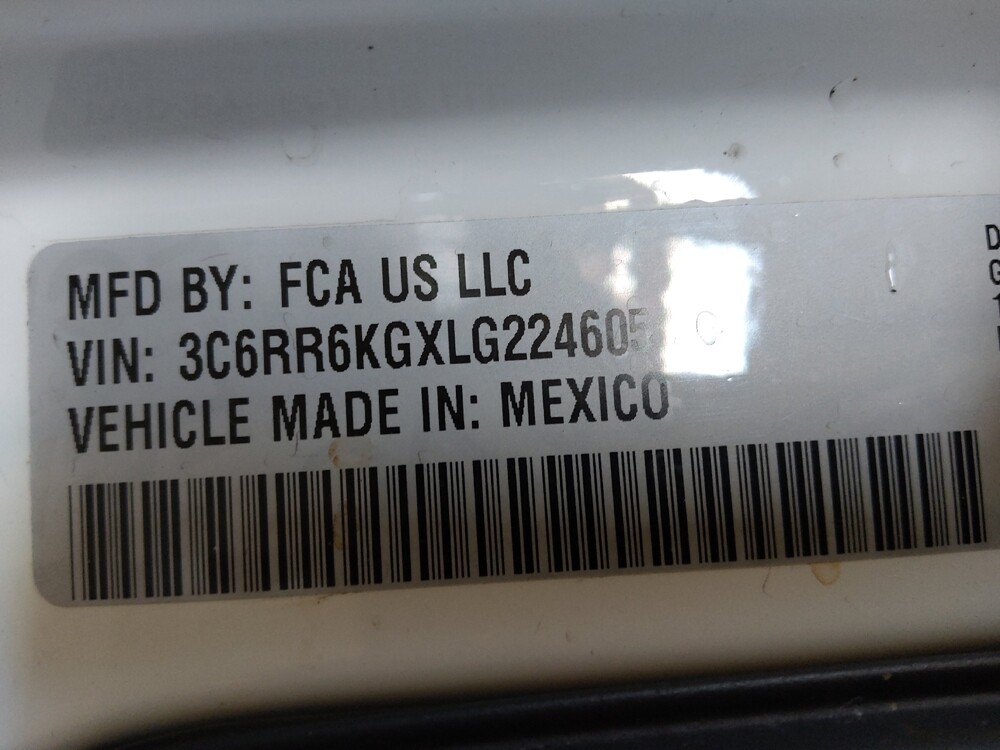 MFD BY: FCA US LLC
VIN: 3C6RR6KGXLG224605
VEHICLE MADE IN: MEXICO